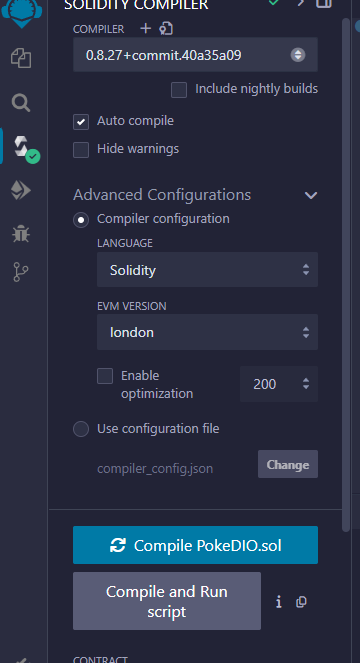 SOLIDITY COMPILER
COMPILER
0.8.27+commit.40a35a09
Include nightly builds
Auto compile
Hide warnings
Advanced Configurations
Compiler configuration
LANGUAGE
Solidity
EVM VERSION
london
Enable
optimization
200
Use configuration file
compiler_config.json
Change
Compile PokeDIO.sol
Compile and Run
script
CONTRACT